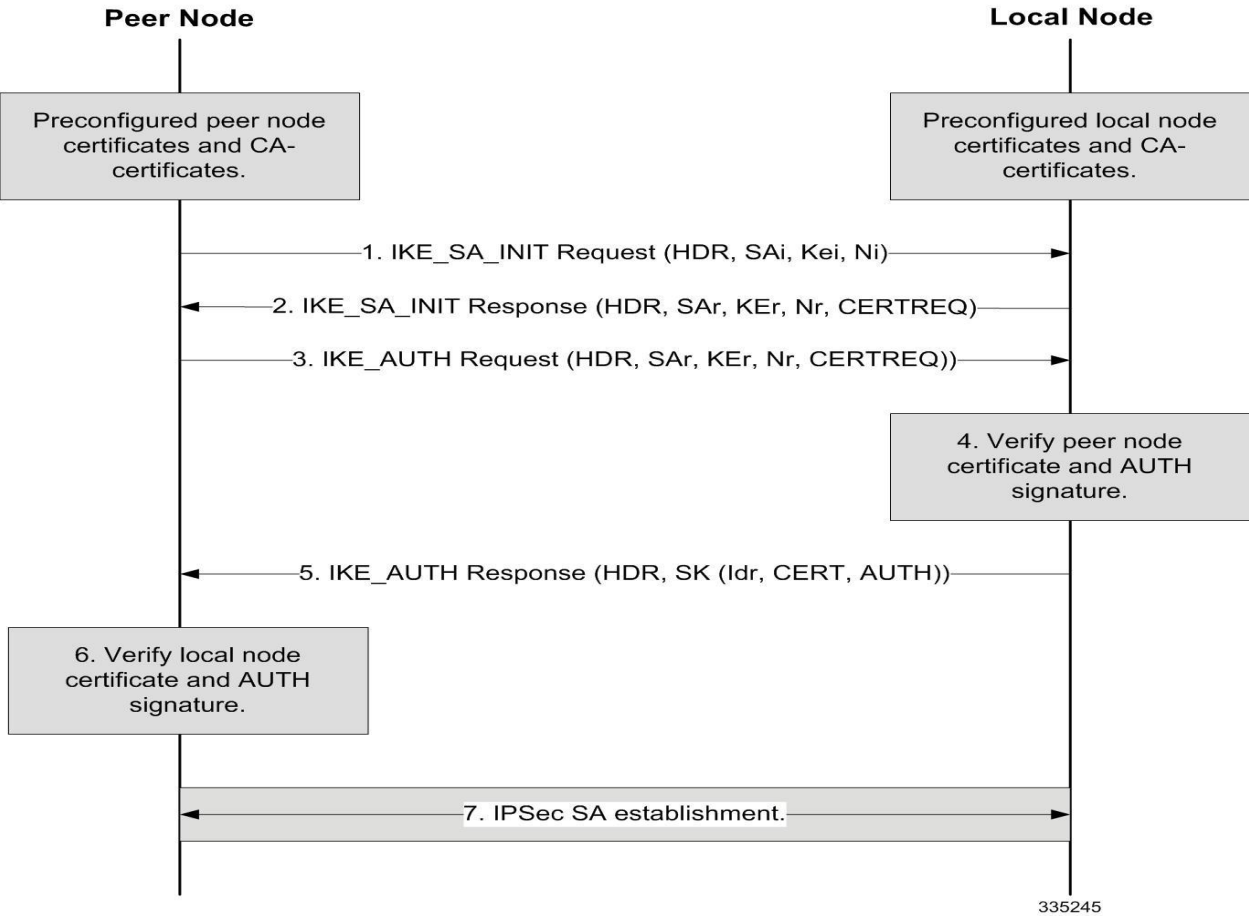 Peer Node
Local Node
Preconfigured peer node
certificates and CA-
certificates.
Preconfigured local node
certificates and CA-
certificates.
1. IKE_SA_INIT Request (HDR, SAi, Kei, Ni)
2. IKE_SA_INIT Response (HDR, SAr, KEr, Nr, CERTREQ)
3. IKE_AUTH Request (HDR, SAr, KEr, Nr, CERTREQ))
4. Verify peer node
certificate and AUTH
signature.
5. IKE_AUTH Response (HDR, SK (Idr, CERT, AUTH))
6. Verify local node
certificate and AUTH
signature.
7. IPSec SA establishment.
335245